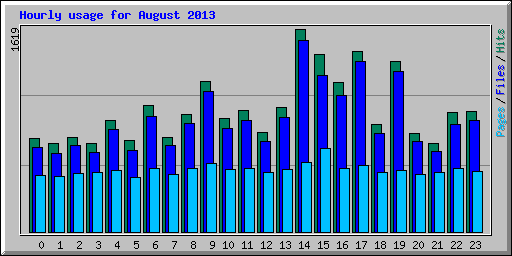 Hourly usage for August 2013
1619
Pages/Files/Hits
0 1 2 3 4 5 6 7 8 9 10 11 12 13 14 15 16 17 18 19 20 21 22 23